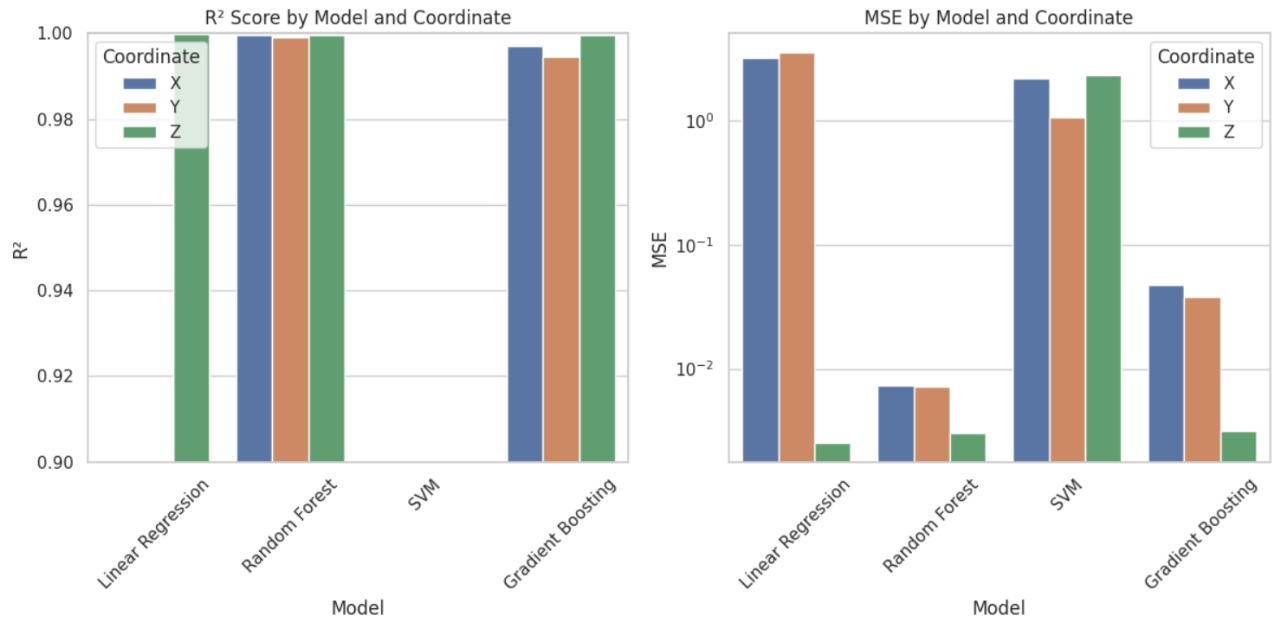 R² Score by Model and Coordinate
1.00
0.98
0.96
0.94
0.92
0.90
R²
Coordinate
X
Y
Z
Linear Regression
Random Forest
SVM
Gradient Boosting
Model
MSE by Model and Coordinate
10⁰
10⁻¹
10⁻²
MSE
Coordinate
X
Y
Z
Linear Regression
Random Forest
SVM
Gradient Boosting
Model